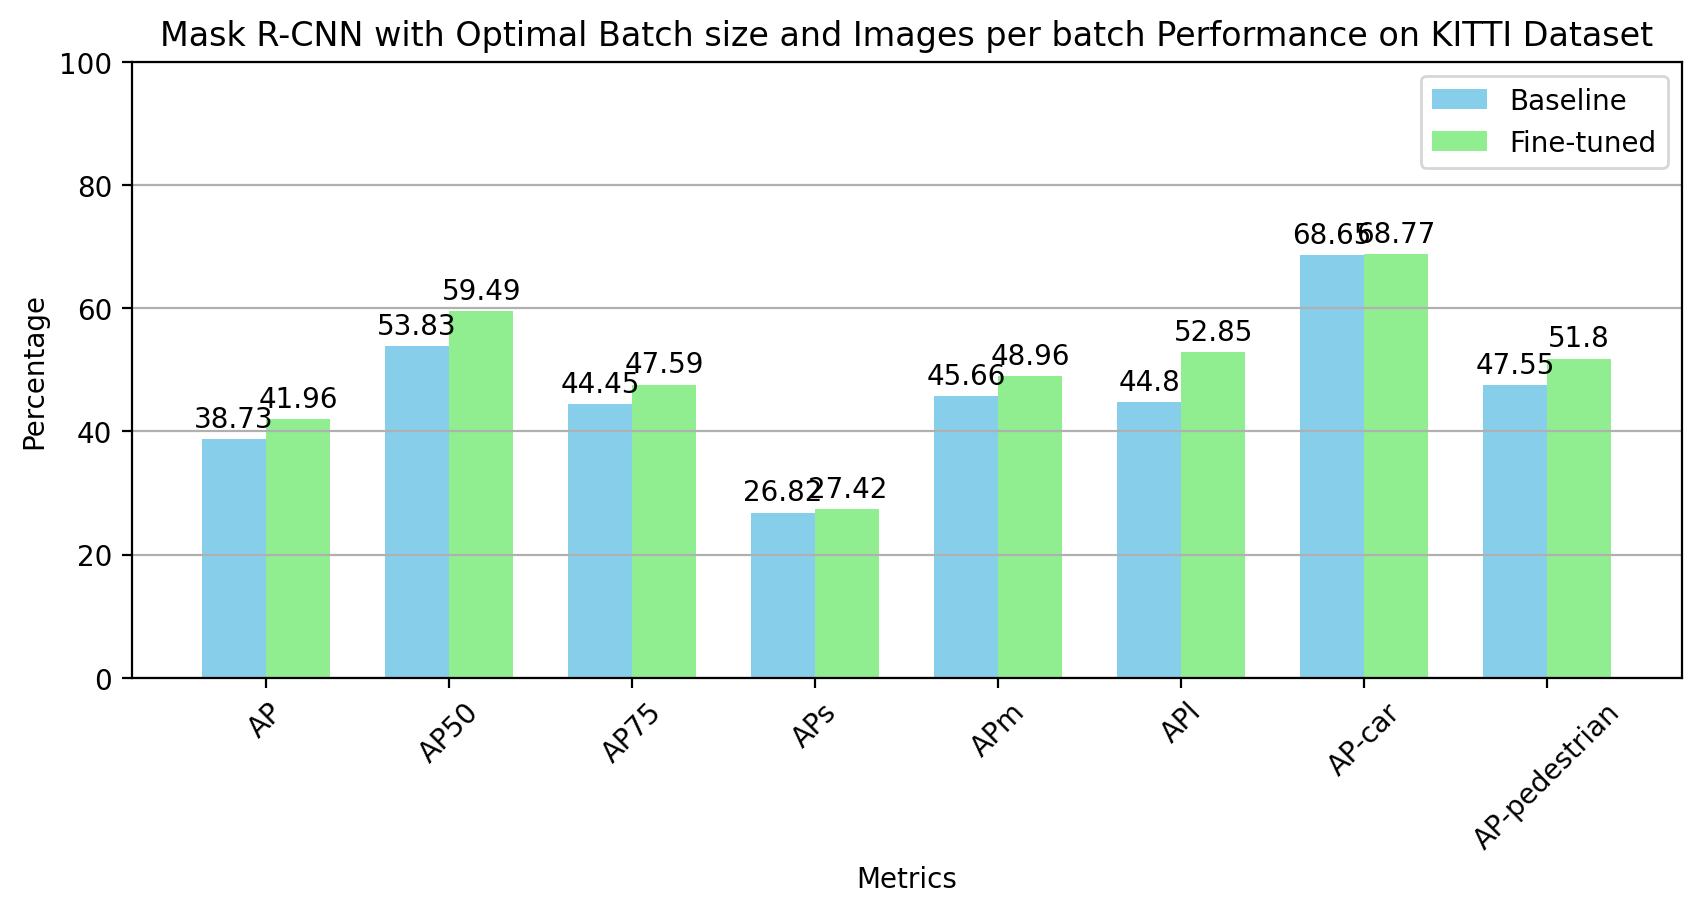 Mask R-CNN with Optimal Batch size and Images per batch Performance on KITTI Dataset
Percentage
100
80
60
40
20
0
Baseline
Fine-tuned
38.73
41.96
53.83
59.49
44.45
47.59
26.82
27.42
45.66
48.96
44.8
52.85
68.65
68.77
47.55
51.8
AP
AP50
AP75
APs
APm
APl
AP-car
AP-pedestrian
Metrics